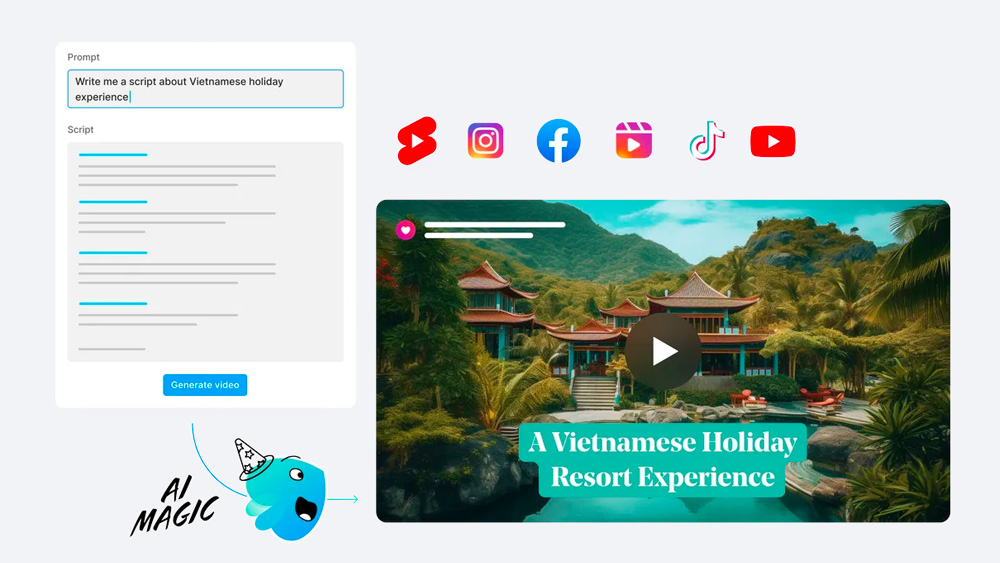 Prompt
Write me a script about Vietnamese holiday
experience
Script
Generate video
AI
MAGIC
A Vietnamese Holiday
Resort Experience